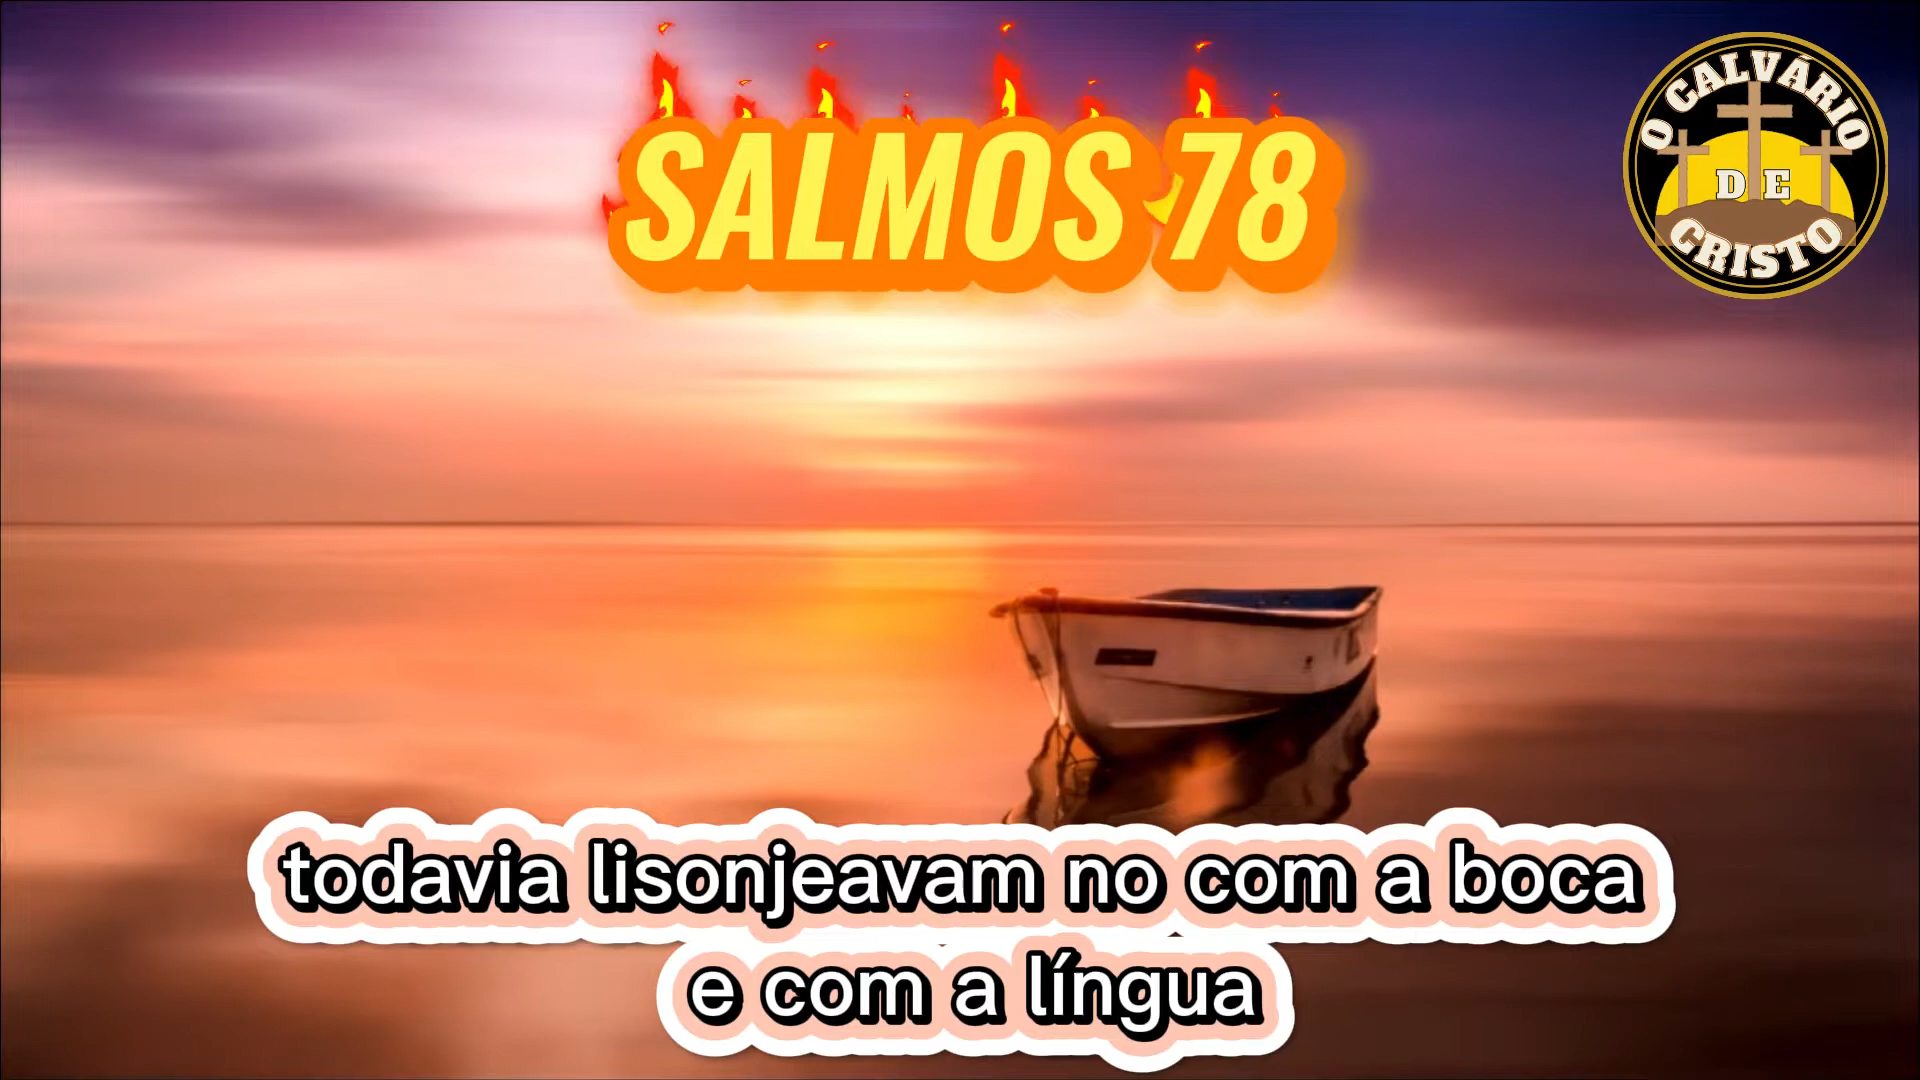 SALMOS 78
O CALVÁRIO
DE
CRISTO
todavia lisonjeavam no com a boca
e com a língua